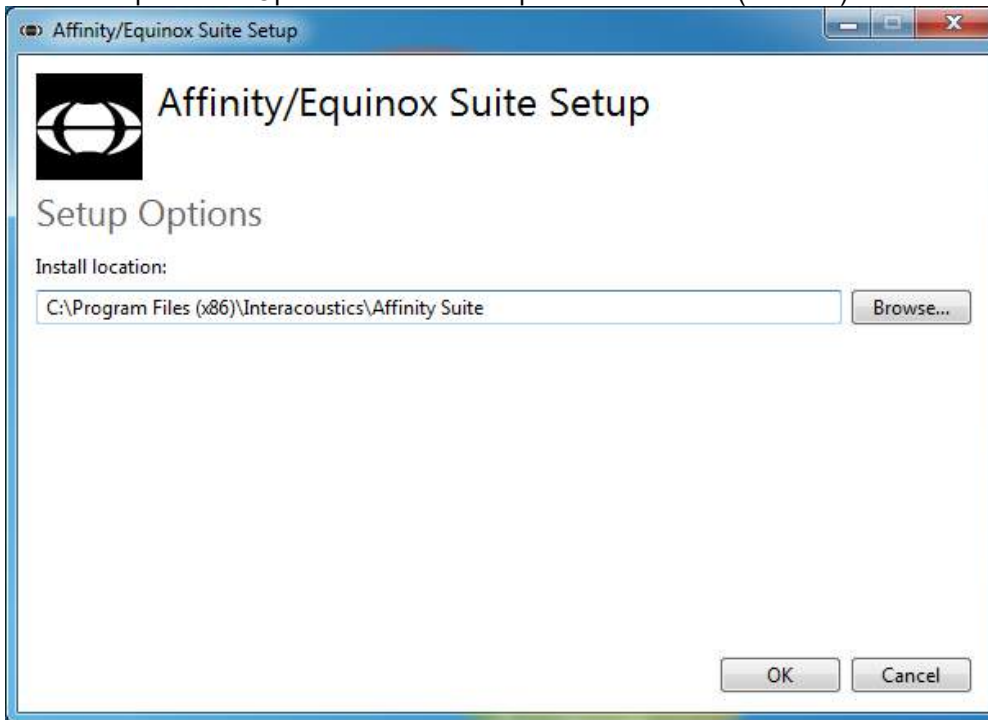 Affinity/Equinox Suite Setup
Affinity/Equinox Suite Setup
Setup Options
Install location:
C:\Program Files (x86)\Interacoustics\Affinity Suite
Browse...
OK
Cancel